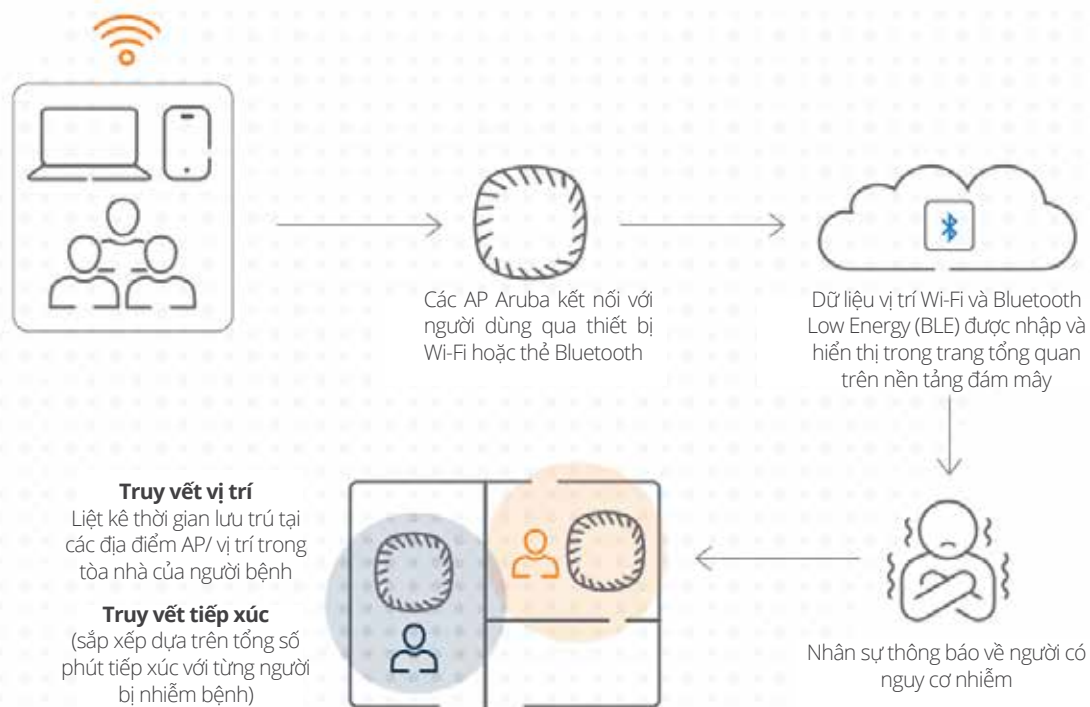 Các AP Aruba kết nối với
người dùng qua thiết bị
Wi-Fi hoặc thẻ Bluetooth
Dữ liệu vị trí Wi-Fi và Bluetooth
Low Energy (BLE) được nhập và
hiển thị trong trang tổng quan
trên nền tảng đám mây
Nhân sự thông báo về người có
nguy cơ nhiễm
Truy vết vị trí
Liệt kê thời gian lưu trú tại
các địa điểm AP/ vị trí trong
tòa nhà của người bệnh
Truy vết tiếp xúc
(sắp xếp dựa trên tổng số
phút tiếp xúc với từng người
bị nhiễm bệnh)